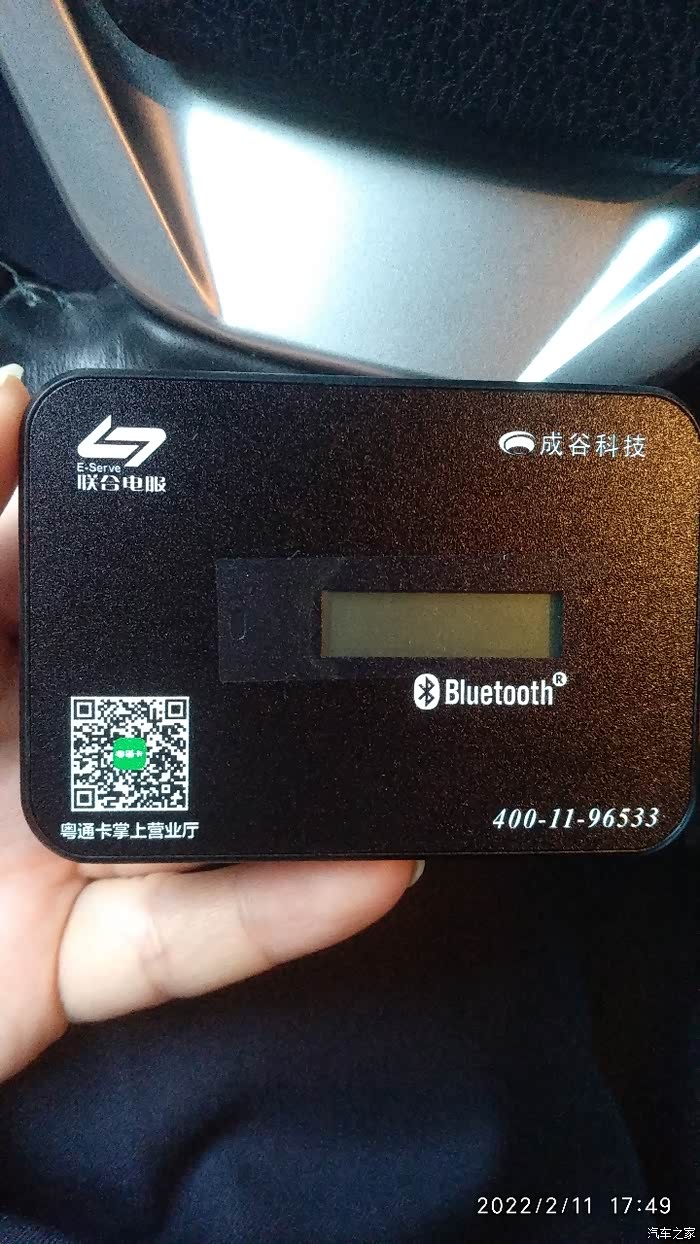 E-Serve
联合电服
成谷科技
Bluetooth®
粤通卡
粤通卡掌上营业厅
400-11-96533
2022/2/11 17:49
汽车之家